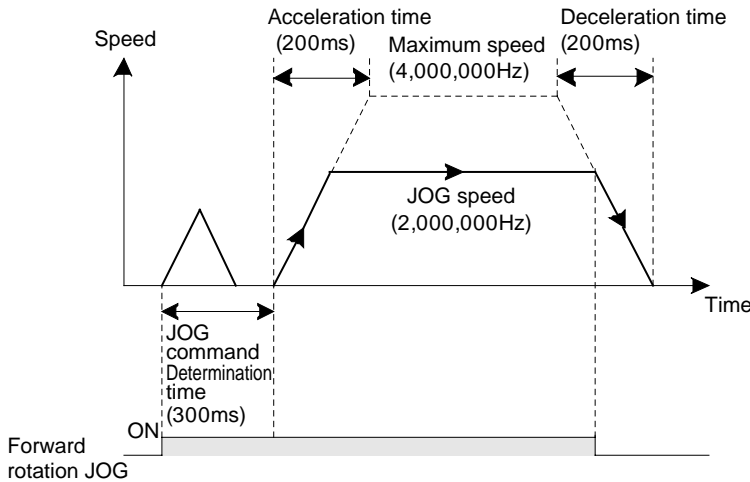 Acceleration time
(200ms)
Deceleration time
(200ms)
Speed
Maximum speed
(4,000,000Hz)
JOG speed
(2,000,000Hz)
Time
JOG
command
Determination
time
(300ms)
ON
Forward
rotation JOG